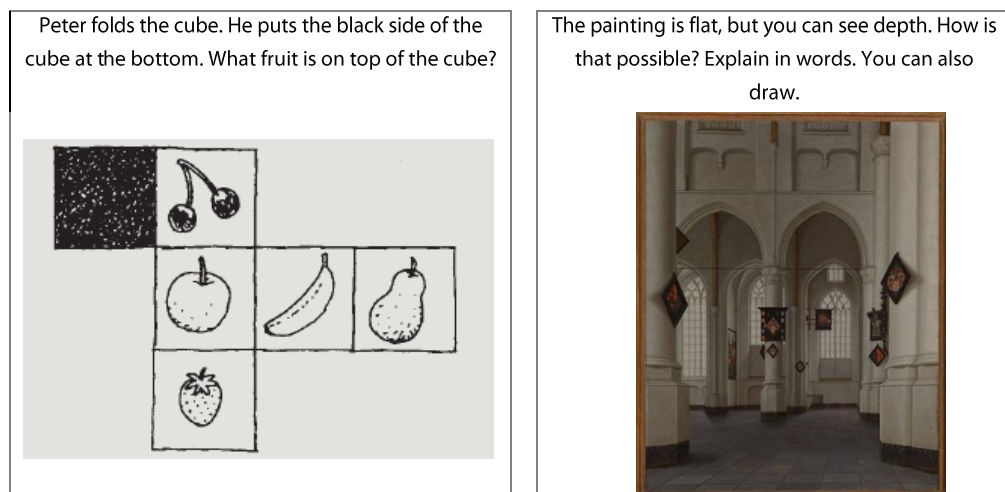 Peter folds the cube. He puts the black side of the
cube at the bottom. What fruit is on top of the cube?
The painting is flat, but you can see depth. How is
that possible? Explain in words. You can also
draw.